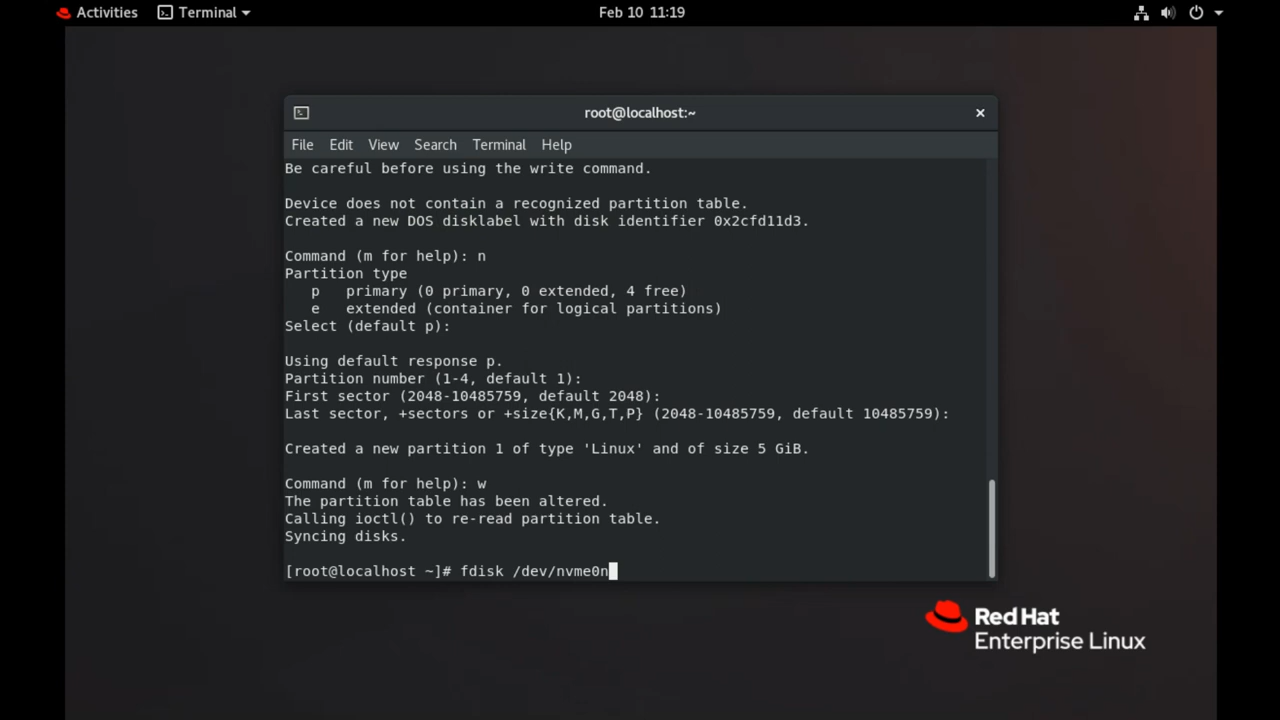 Activities Terminal Feb 10 11:19
root@localhost:~
File Edit View Search Terminal Help
Be careful before using the write command.
Device does not contain a recognized partition table.
Created a new DOS disklabel with disk identifier 0x2cfd11d3.
Command (m for help): n
Partition type
p primary (0 primary, 0 extended, 4 free)
e extended (container for logical partitions)
Select (default p):
Using default response p.
Partition number (1-4, default 1):
First sector (2048-10485759, default 2048):
Last sector, +sectors or +size{K,M,G,T,P} (2048-10485759, default 10485759):
Created a new partition 1 of type 'Linux' and of size 5 GiB.
Command (m for help): w
The partition table has been altered.
Calling ioctl() to re-read partition table.
Syncing disks.
[root@localhost ~]# fdisk /dev/nvme0n
Red Hat
Enterprise Linux